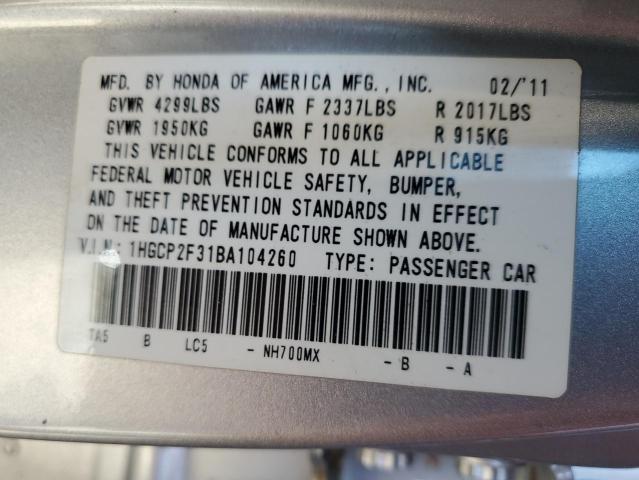 MFD. BY HONDA OF AMERICA MFG., INC. 02/'11
GVWR 4299LBS GAWR F 2337LBS R 2017LBS
GVWR 1950KG GAWR F 1060KG R 915KG
THIS VEHICLE CONFORMS TO ALL APPLICABLE
FEDERAL MOTOR VEHICLE SAFETY, BUMPER,
AND THEFT PREVENTION STANDARDS IN EFFECT
ON THE DATE OF MANUFACTURE SHOWN ABOVE.
V.I.N: 1HGCP2F31BA104260 TYPE: PASSENGER CAR
TA5 B LC5 - NH700MX - B - A